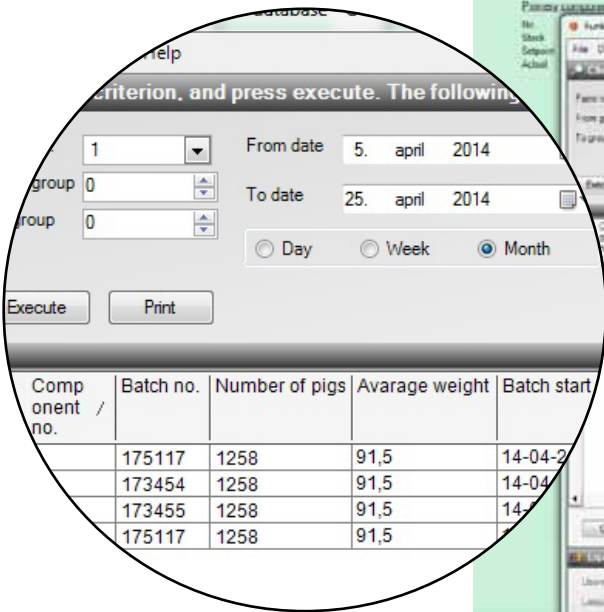 database
Help
criterion, and press execute. The following
1 From date 5. april 2014
group 0
To date 25. april 2014
group 0
Day Week Month
Execute Print
Comp Batch no. Number of pigs Avarage weight Batch start
onent /
no.
175117 1258 91,5 14-04-2
173454 1258 91,5 14-04
173455 1258 91,5 14-
175117 1258 91,5
Primary
No.
Stock
Setpoint
Actual
File